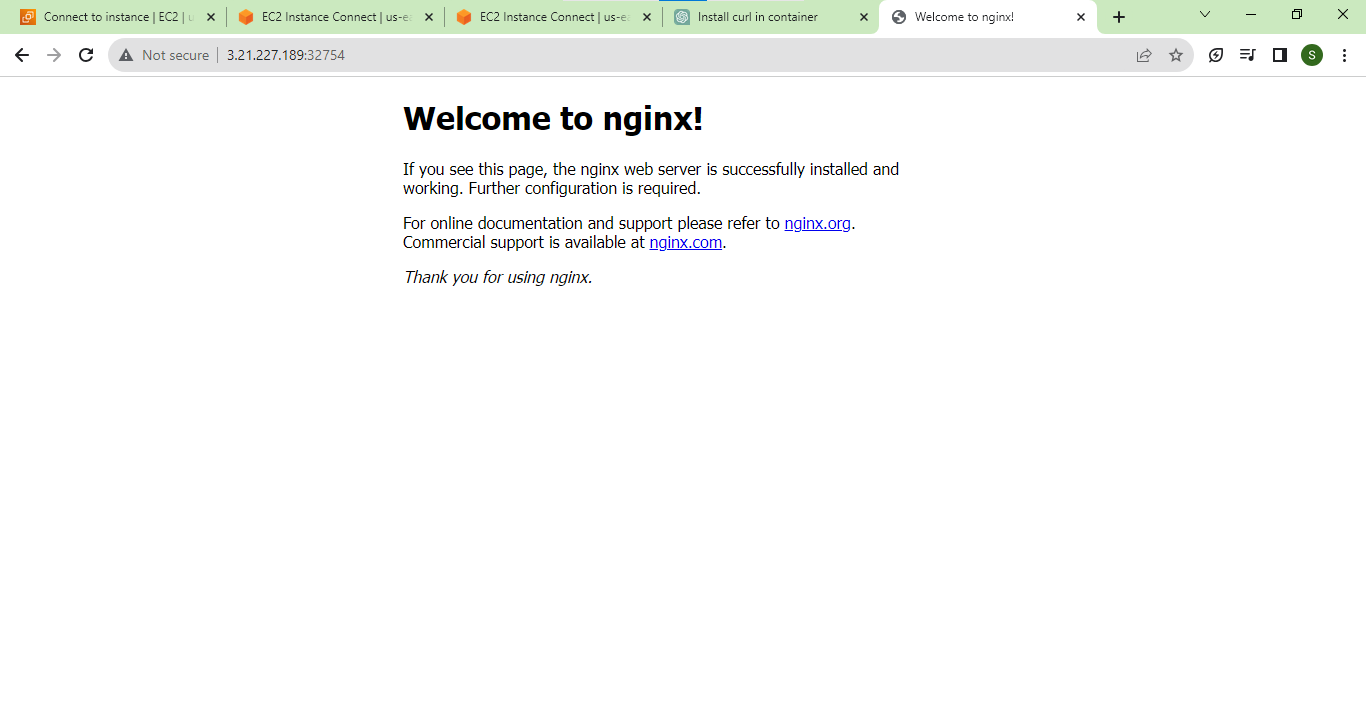 Connect to instance | EC2 | u
EC2 Instance Connect | us-ea
EC2 Instance Connect | us-ea
Install curl in container
Welcome to nginx!
Not secure
3.21.227.189:32754
S
Welcome to nginx!
If you see this page, the nginx web server is successfully installed and
working. Further configuration is required.
For online documentation and support please refer to nginx.org.
Commercial support is available at nginx.com.
Thank you for using nginx.